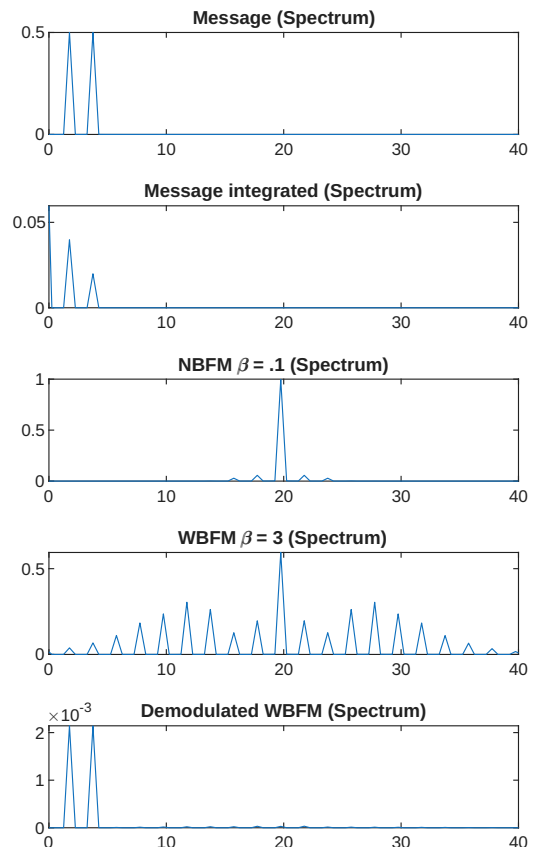 Message (Spectrum)
0.5
0
0 10 20 30 40
Message integrated (Spectrum)
0.05
0
0 10 20 30 40
NBFM β = .1 (Spectrum)
1
0.5
0
0 10 20 30 40
WBFM β = 3 (Spectrum)
0.5
0
0 10 20 30 40
Demodulated WBFM (Spectrum)
×10⁻³
2
1
0
0 10 20 30 40